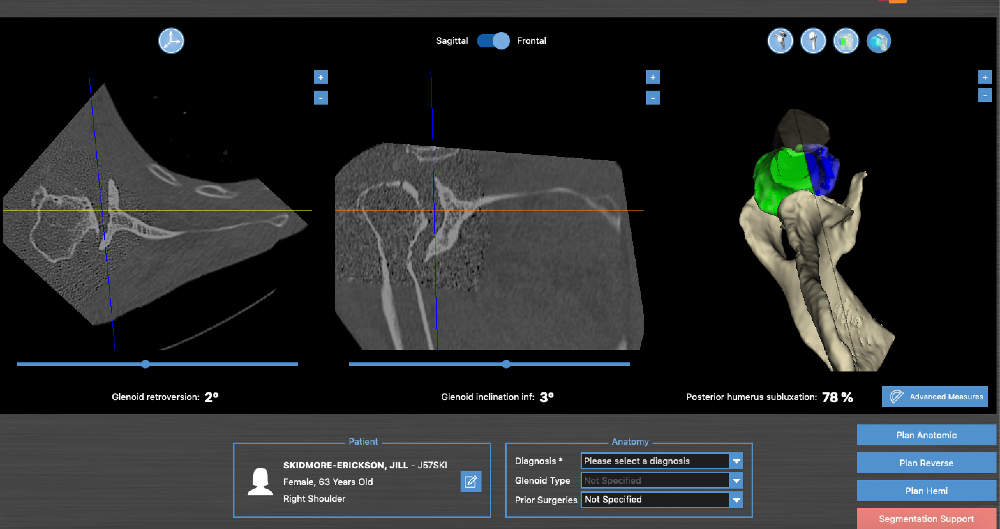 Sagittal Frontal
+
-
+
-
+
-
Glenoid retroversion: 2°
Glenoid inclination inf: 3°
Posterior humerus subluxation: 78 %
Advanced Measures
Patient
SKIDMORE-ERICKSON, JILL - J57SKI
Female, 63 Years Old
Right Shoulder
Anatomy
Diagnosis * Please select a diagnosis
Glenoid Type Not Specified
Prior Surgeries Not Specified
Plan Anatomic
Plan Reverse
Plan Hemi
Segmentation Support